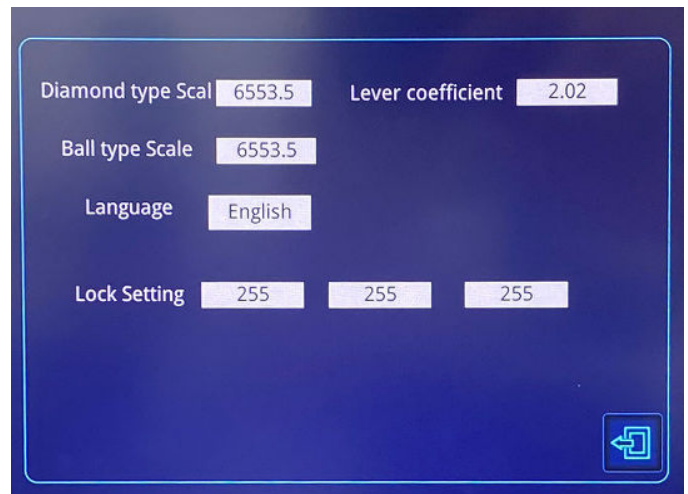 Diamond type Scal 6553.5 Lever coefficient 2.02
Ball type Scale 6553.5
Language English
Lock Setting 255 255 255